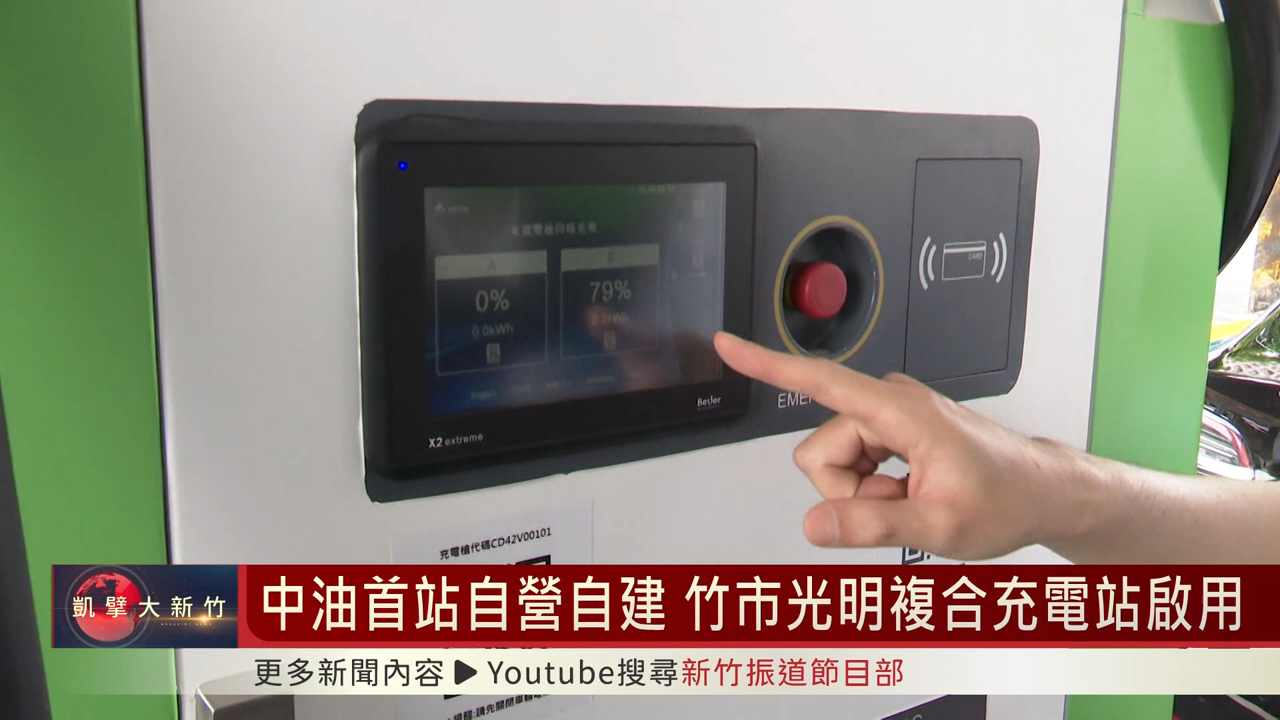 A
B
0%
79%
0.0kWh
CARD
Beijer
X2 extreme
EMER
充電槍代碼CD42V00101
凱擘大新竹
中油首站自營自建 竹市光明複合充電站啟用
更多新聞內容▶Youtube搜尋新竹振道節目部